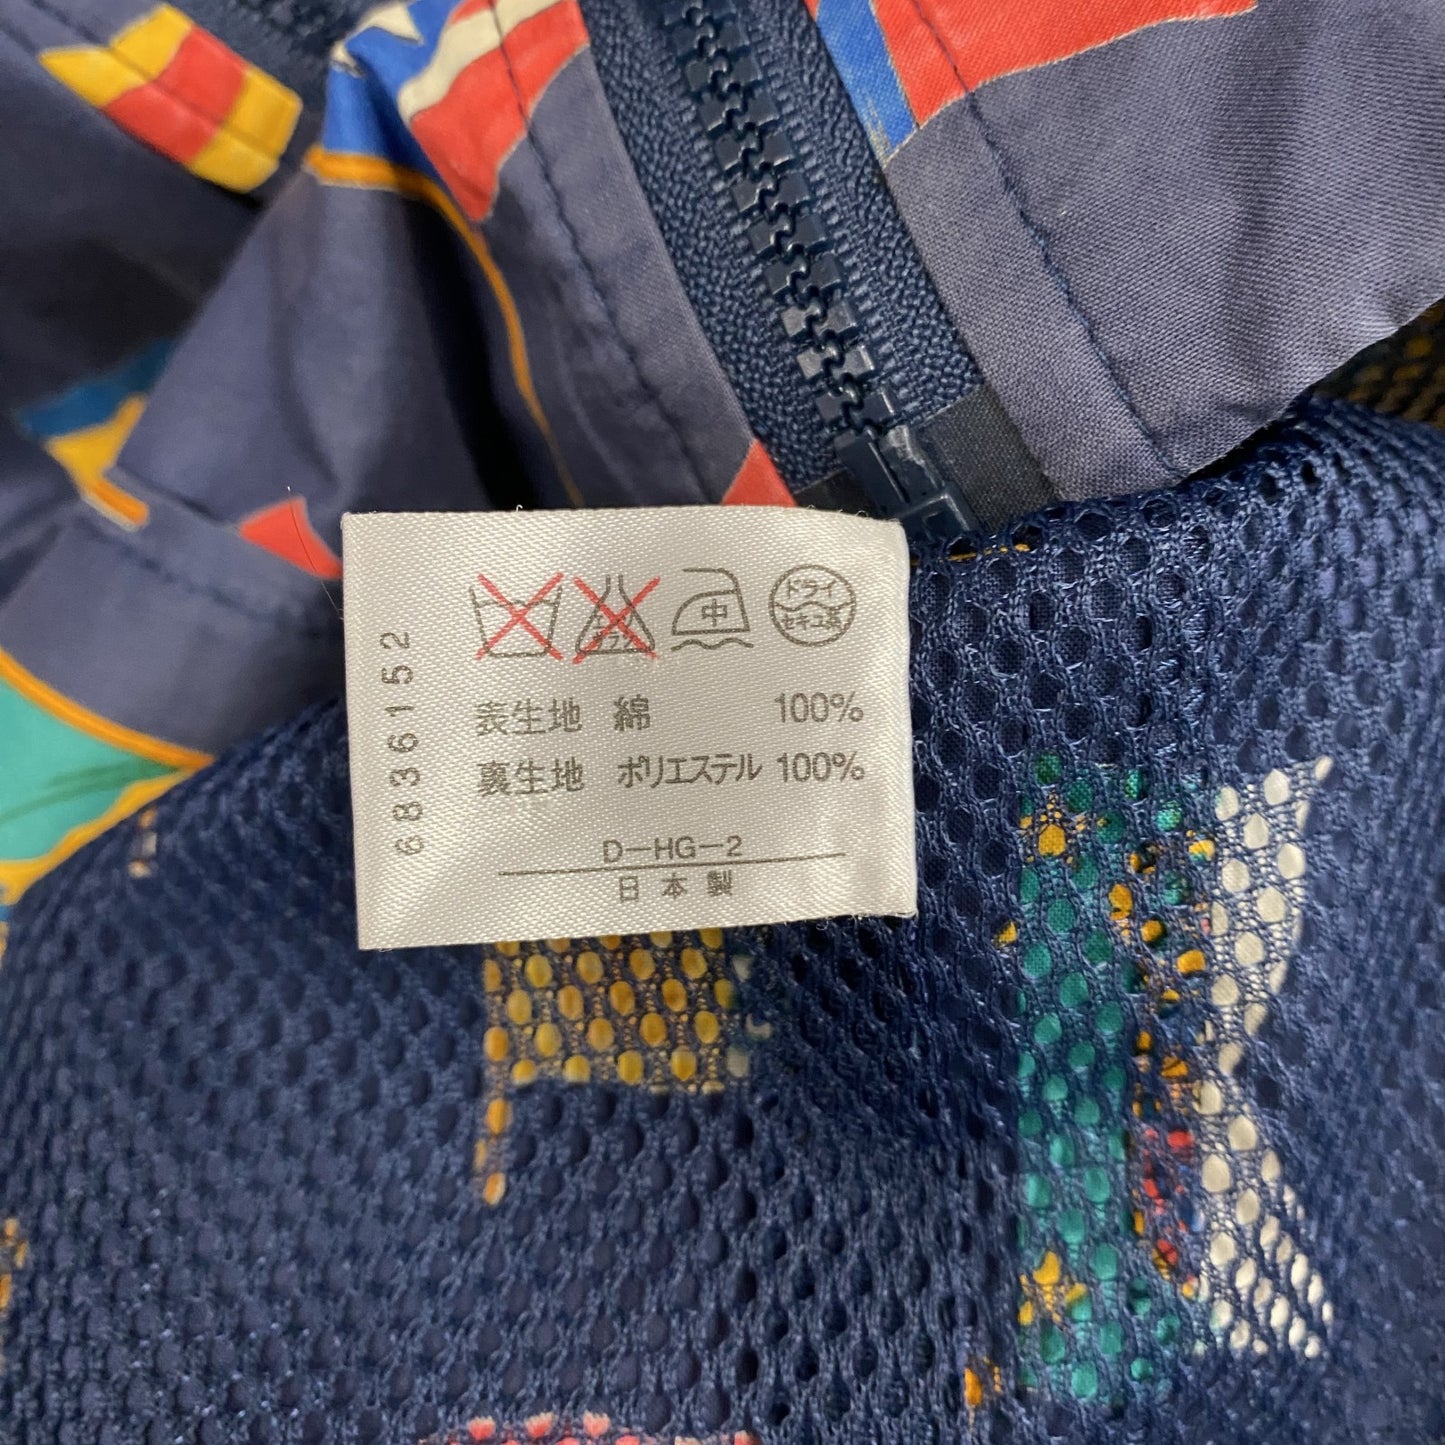 中 ドライ
セキユ系
表生地 綿 100%
裏生地 ポリエステル 100%
D-HG-2
日本製
6836152